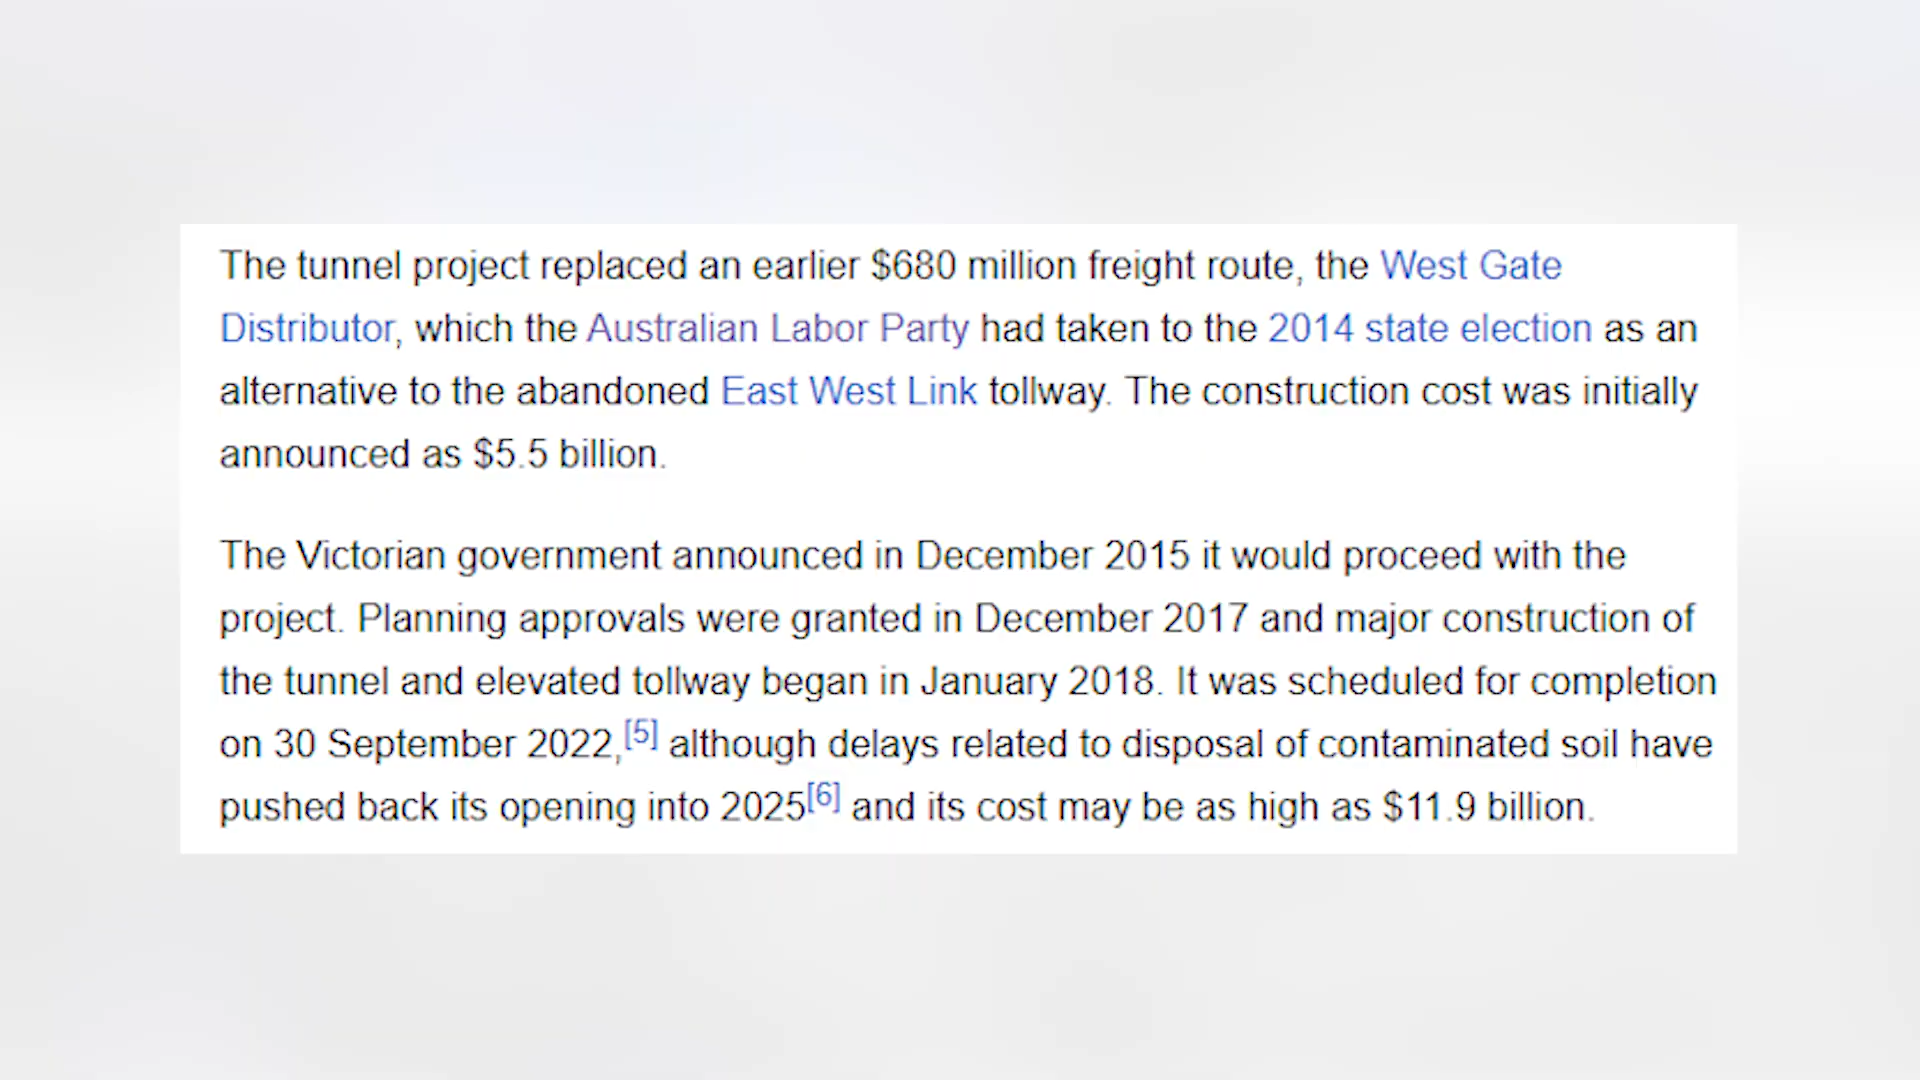 The tunnel project replaced an earlier $680 million freight route, the West Gate
Distributor, which the Australian Labor Party had taken to the 2014 state election as an
alternative to the abandoned East West Link tollway. The construction cost was initially
announced as $5.5 billion.
The Victorian government announced in December 2015 it would proceed with the
project. Planning approvals were granted in December 2017 and major construction of
the tunnel and elevated tollway began in January 2018. It was scheduled for completion
on 30 September 2022,[5] although delays related to disposal of contaminated soil have
pushed back its opening into 2025[6] and its cost may be as high as $11.9 billion.